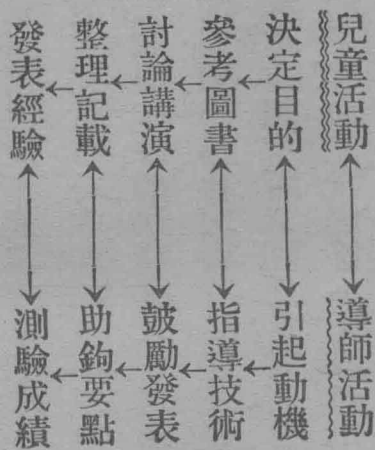 兒童活動
導師活動
決定目的
引起動機
參考圖書
指導技術
討論講演
鼓勵發表
整理記載
助鉤要點
發表經驗
測驗成績